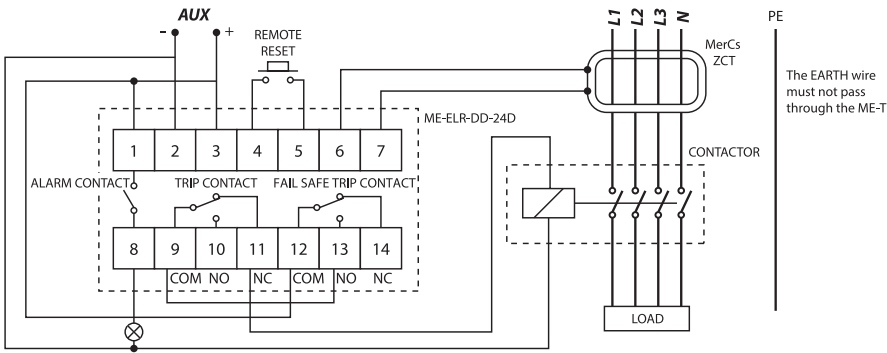 AUX
- +
REMOTE
RESET
L1 L2 L3 N
PE
MerCs
ZCT
The EARTH wire
must not pass
through the ME-T
ME-ELR-DD-24D
1 2 3 4 5 6 7
CONTACTOR
ALARM CONTACT
TRIP CONTACT
FAIL SAFE TRIP CONTACT
8 9 10 11 12 13 14
COM NO NC COM NO NC
LOAD